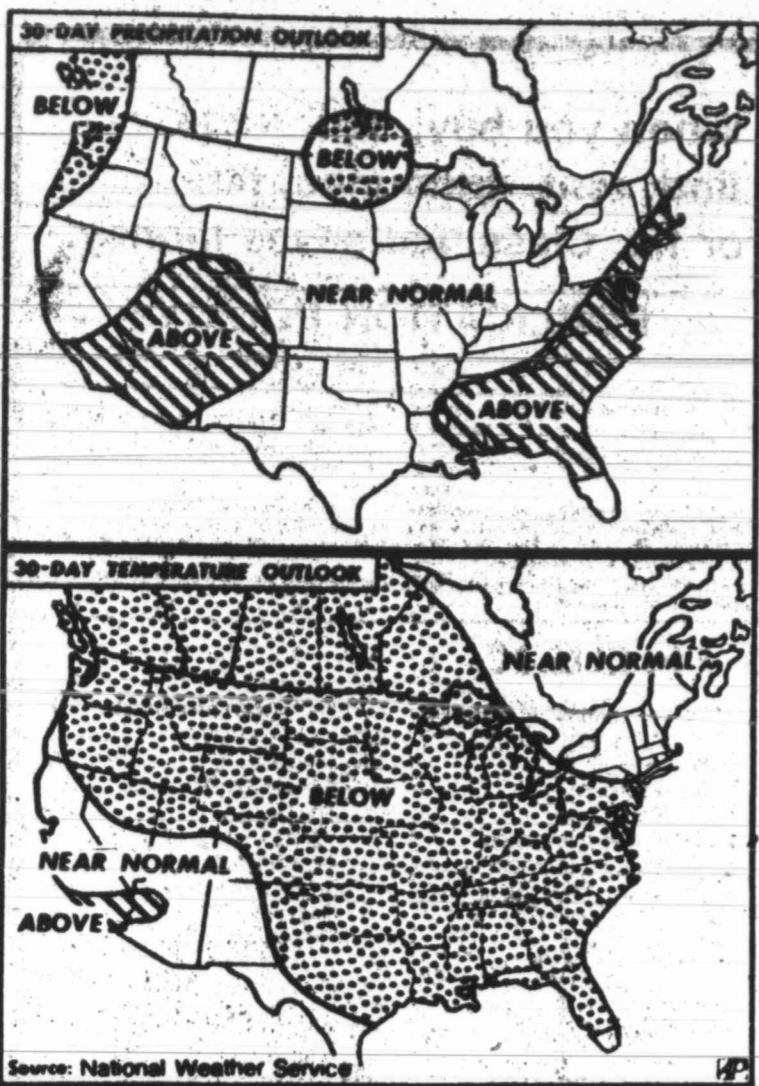 30-DAY PRECIPITATION OUTLOOK
BELOW
BELOW
NEAR NORMAL
ABOVE
ABOVE
30-DAY TEMPERATURE OUTLOOK
NEAR NORMAL
BELOW
NEAR NORMAL
ABOVE
Source: National Weather Service
AP